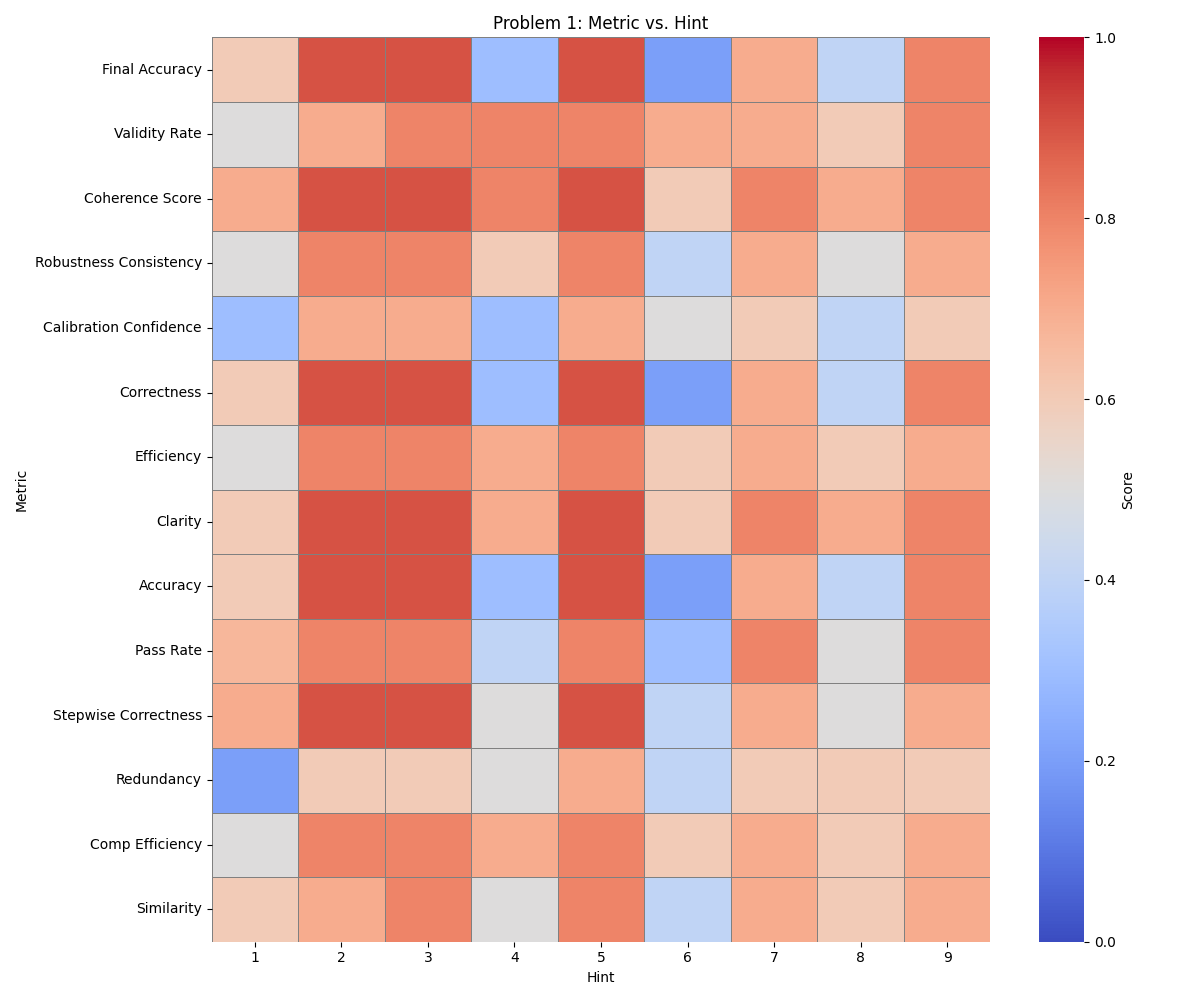 Problem 1: Metric vs. Hint
Final Accuracy
Validity Rate
Coherence Score
Robustness Consistency
Calibration Confidence
Correctness
Efficiency
Clarity
Accuracy
Pass Rate
Stepwise Correctness
Redundancy
Comp Efficiency
Similarity
Metric
1 2 3 4 5 6 7 8 9
Hint
1.0
0.8
0.6
0.4
0.2
0.0
Score